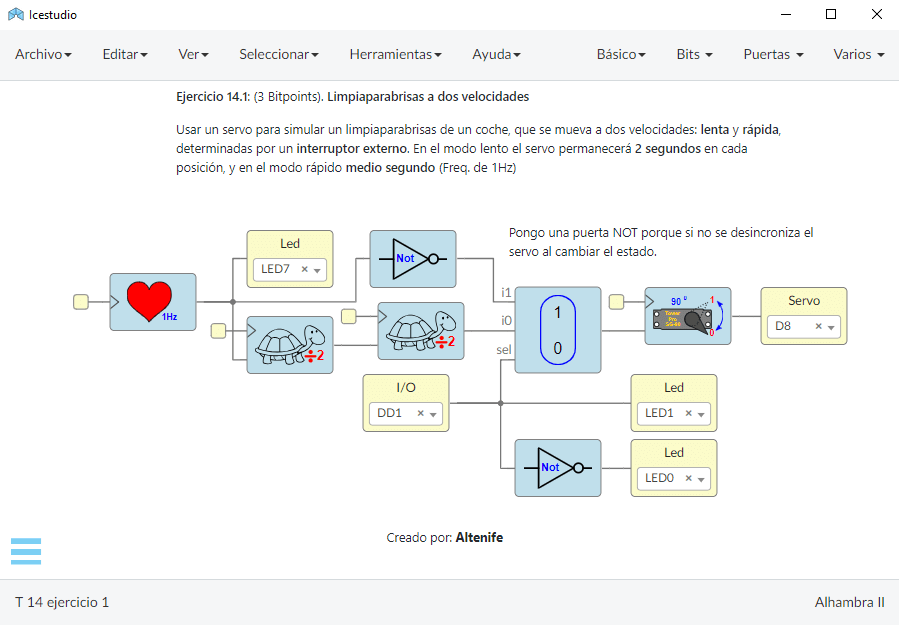 Icestudio
Archivo Editar Ver Seleccionar Herramientas Ayuda Básico Bits Puertas Varios
Ejercicio 14.1: (3 Bitpoints). Limpiaparabrisas a dos velocidades
Usar un servo para simular un limpiaparabrisas de un coche, que se mueva a dos velocidades: lenta y rápida,
determinadas por un interruptor externo. En el modo lento el servo permanecerá 2 segundos en cada
posición, y en el modo rápido medio segundo (Freq. de 1Hz)
Pongo una puerta NOT porque si no se desincroniza el
servo al cambiar el estado.
Led
LED7
Not
1Hz
÷2
÷2
i1
i0
sel
1
0
90 º
1
Tower
Pro
SG-90
0
Servo
D8
I/O
DD1
Led
LED1
Not
Led
LED0
Creado por: Altenife
T 14 ejercicio 1
Alhambra II